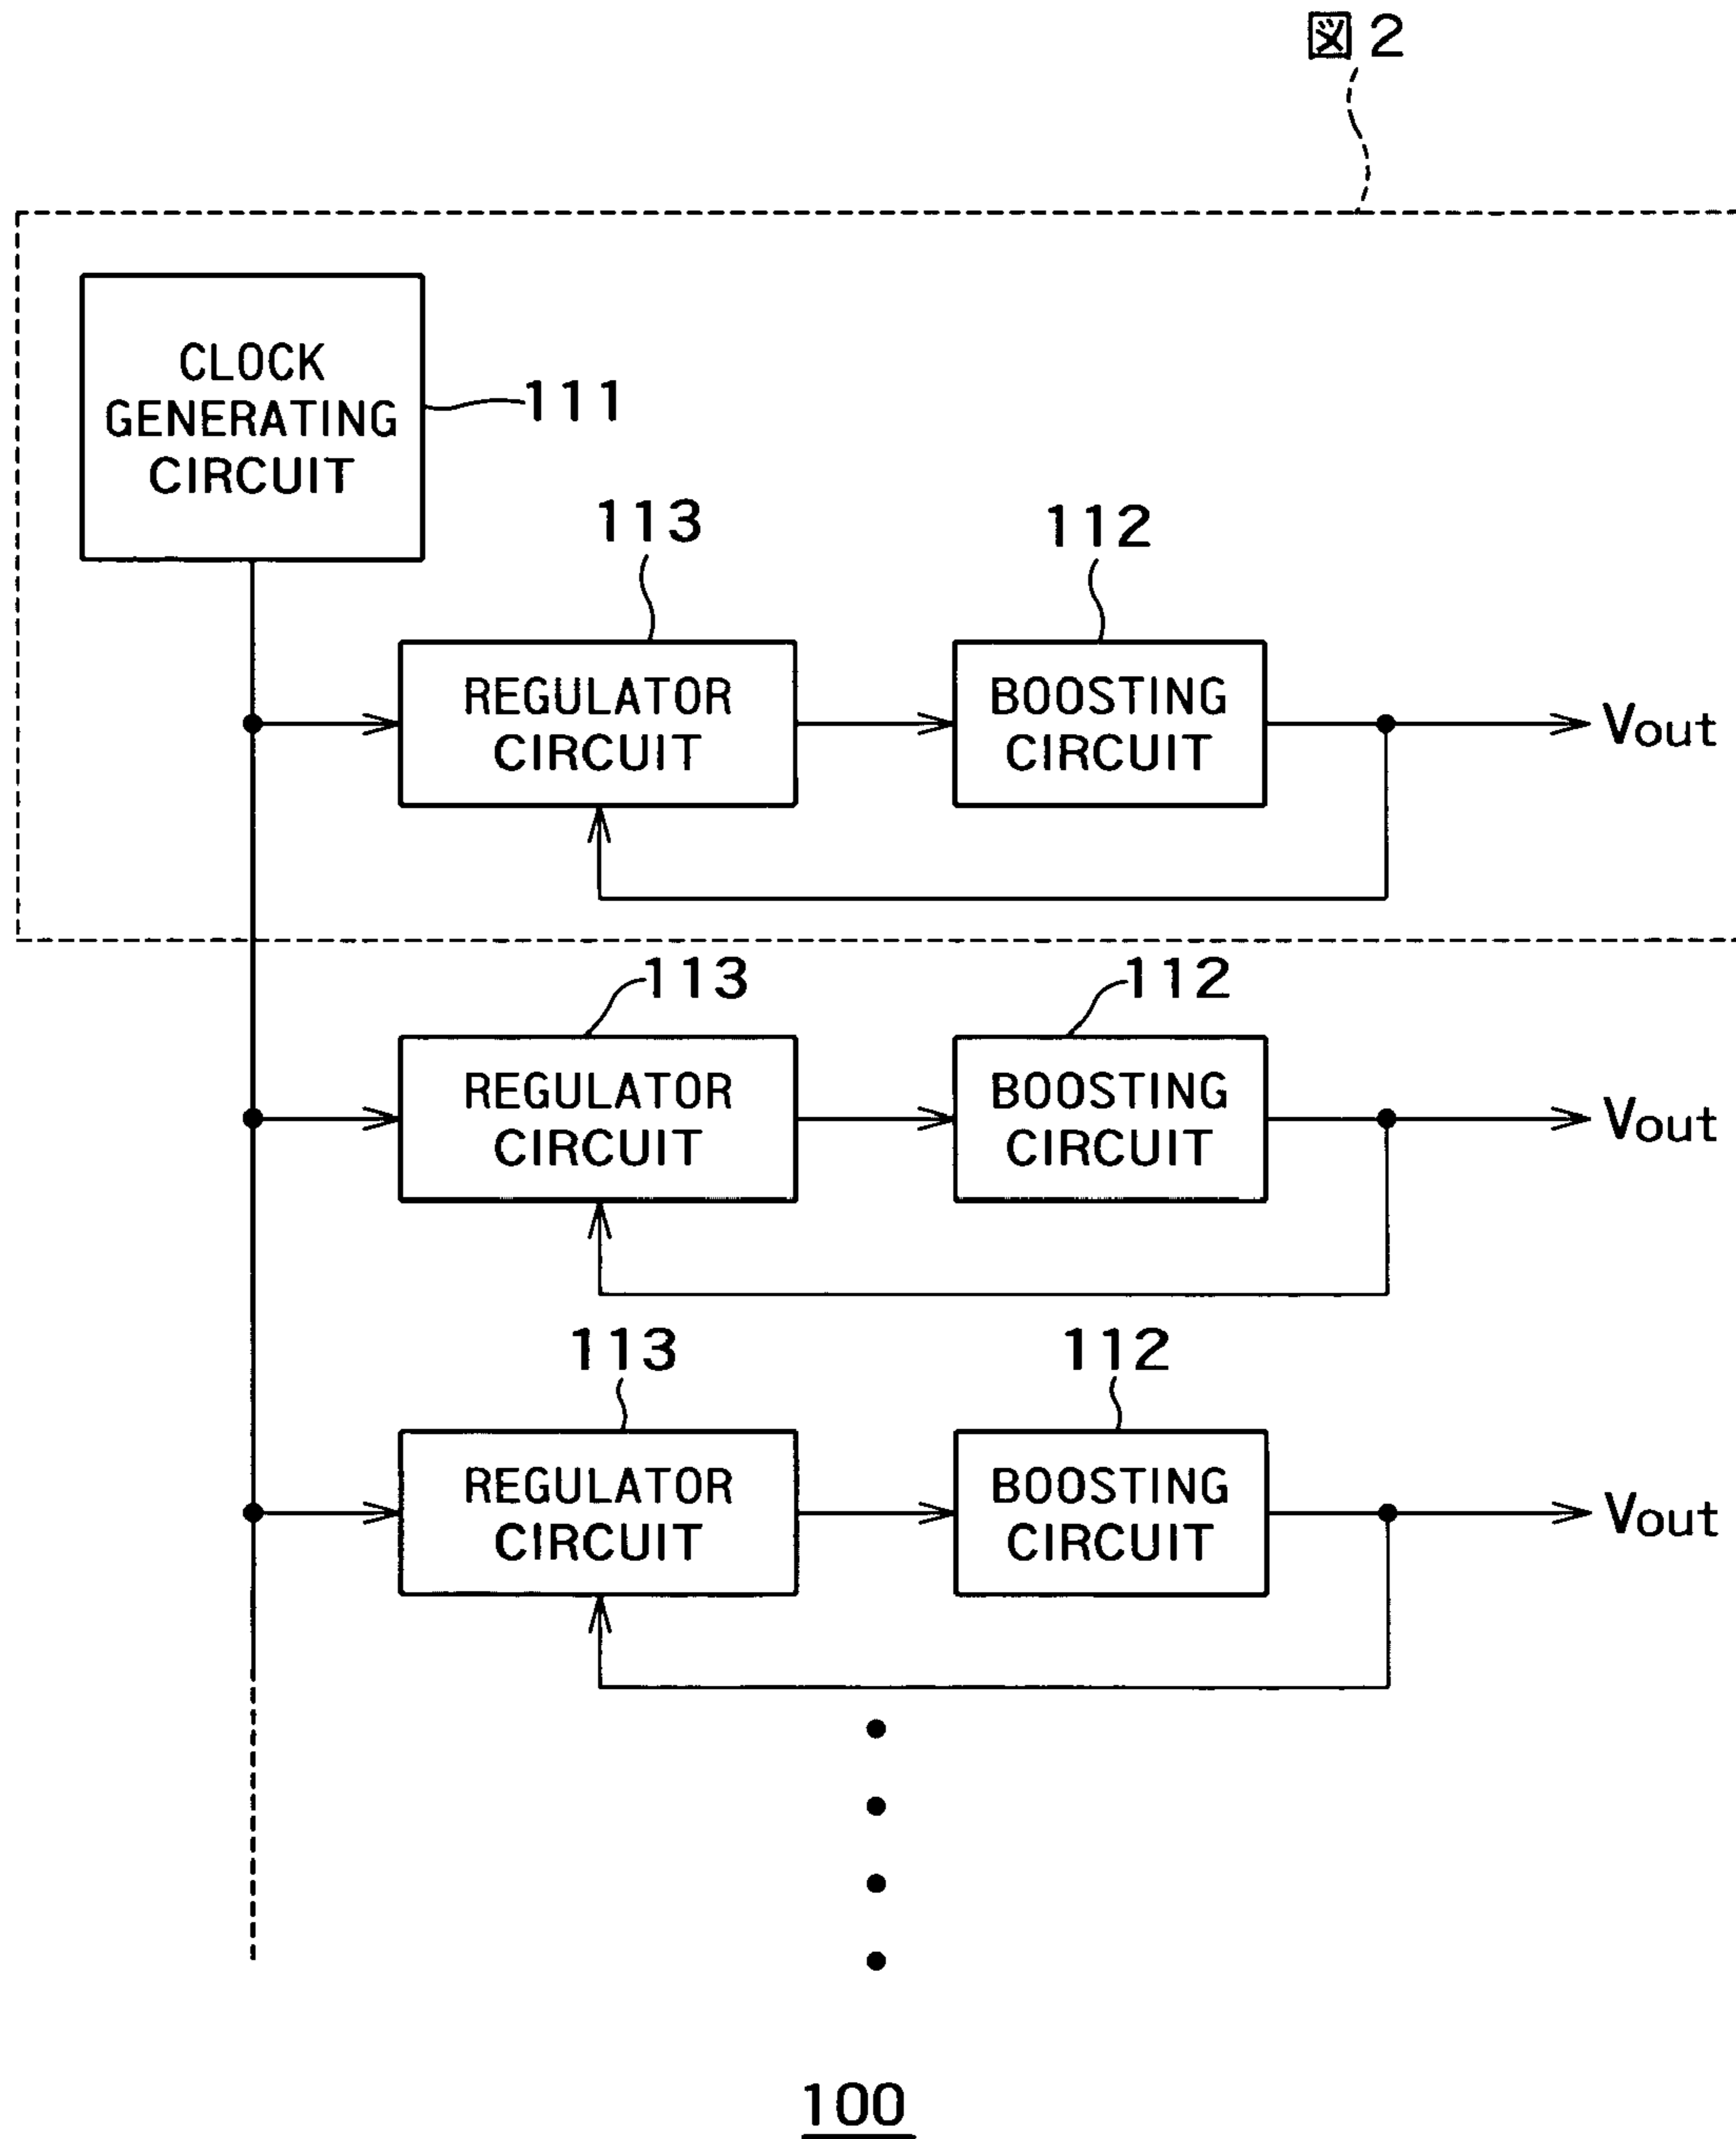 図2
CLOCK
GENERATING
CIRCUIT
111
113
112
REGULATOR
CIRCUIT
BOOSTING
CIRCUIT
Vout
113
112
REGULATOR
CIRCUIT
BOOSTING
CIRCUIT
Vout
113
112
REGULATOR
CIRCUIT
BOOSTING
CIRCUIT
Vout
100